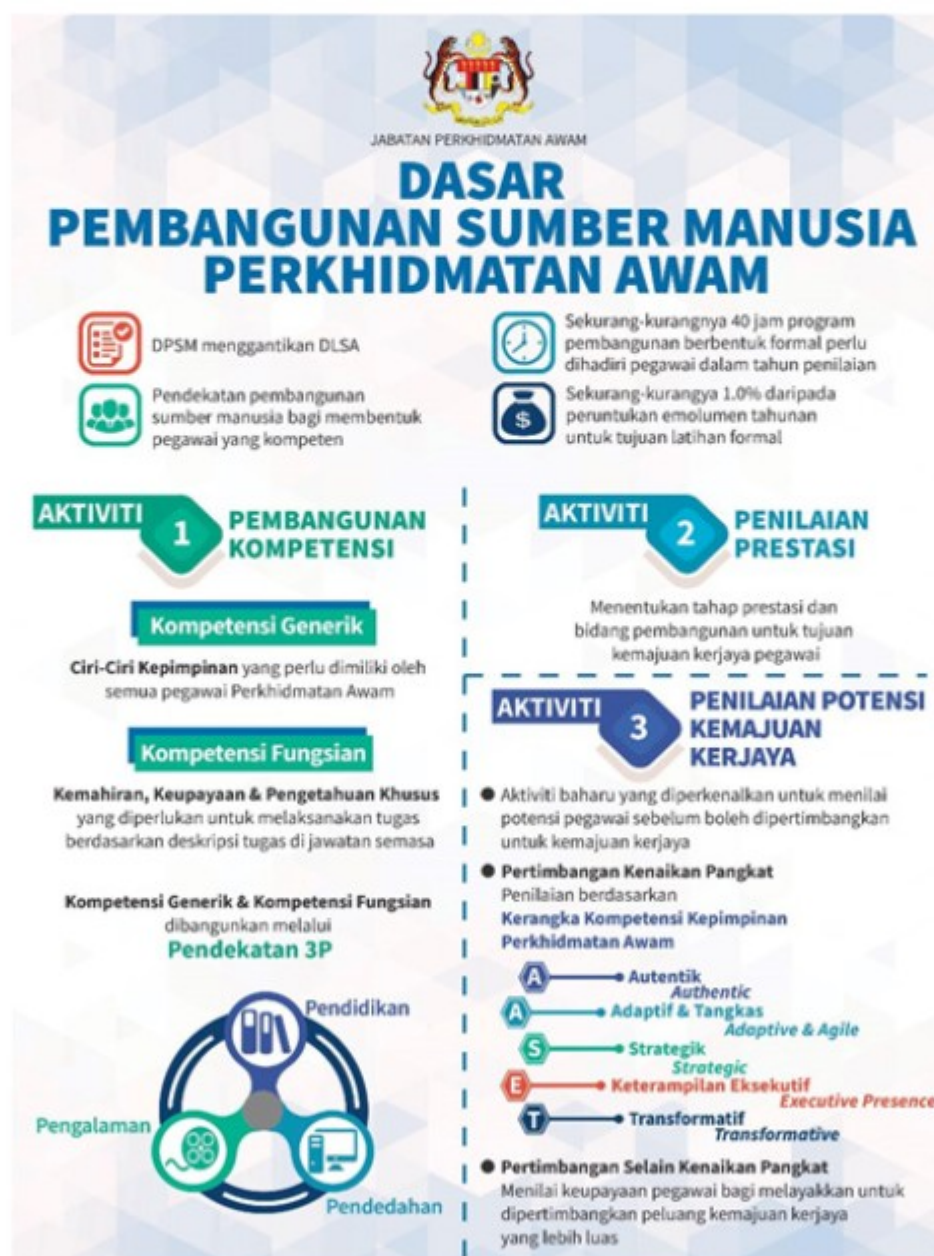 JABATAN PERKHIDMATAN AWAM
DASAR
PEMBANGUNAN SUMBER MANUSIA
PERKHIDMATAN AWAM
DPSM menggantikan DLSA
Pendekatan pembangunan
sumber manusia bagi membentuk
pegawai yang kompeten
Sekurang-kurangnya 40 jam program
pembangunan berbentuk formal perlu
dihadiri pegawai dalam tahun penilaian
Sekurang-kurangya 1.0% daripada
peruntukan emolumen tahunan
untuk tujuan latihan formal
AKTIVITI 1 PEMBANGUNAN
KOMPETENSI
Kompetensi Generik
Ciri-Ciri Kepimpinan yang perlu dimiliki oleh
semua pegawai Perkhidmatan Awam
Kompetensi Fungsian
Kemahiran, Keupayaan & Pengetahuan Khusus
yang diperlukan untuk melaksanakan tugas
berdasarkan deskripsi tugas di jawatan semasa
Kompetensi Generik & Kompetensi Fungsian
dibangunkan melalui
Pendekatan 3P
Pendidikan
Pengalaman
Pendedahan
AKTIVITI 2 PENILAIAN
PRESTASI
Menentukan tahap prestasi dan
bidang pembangunan untuk tujuan
kemajuan kerjaya pegawai
AKTIVITI 3 PENILAIAN POTENSI
KEMAJUAN
KERJAYA
● Aktiviti baharu yang diperkenalkan untuk menilai
potensi pegawai sebelum boleh dipertimbangkan
untuk kemajuan kerjaya
● Pertimbangan Kenaikan Pangkat
Penilaian berdasarkan
Kerangka Kompetensi Kepimpinan
Perkhidmatan Awam
A Autentik
Authentic
A Adaptif & Tangkas
Adaptive & Agile
S Strategik
Strategic
E Keterampilan Eksekutif
Executive Presence
T Transformatif
Transformative
● Pertimbangan Selain Kenaikan Pangkat
Menilai keupayaan pegawai bagi melayakkan untuk
dipertimbangkan peluang kemajuan kerjaya
yang lebih luas